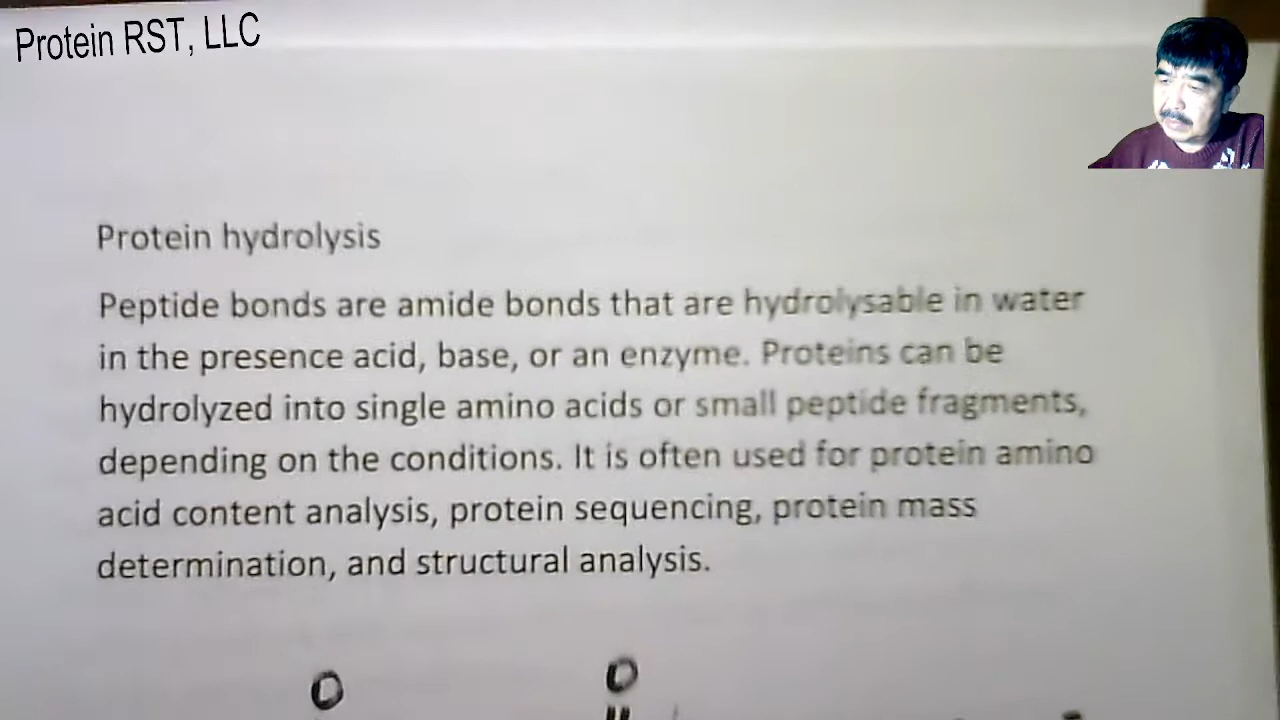 Protein RST, LLC
Protein hydrolysis
Peptide bonds are amide bonds that are hydrolysable in water
in the presence acid, base, or an enzyme. Proteins can be
hydrolyzed into single amino acids or small peptide fragments,
depending on the conditions. It is often used for protein amino
acid content analysis, protein sequencing, protein mass
determination, and structural analysis.
O O